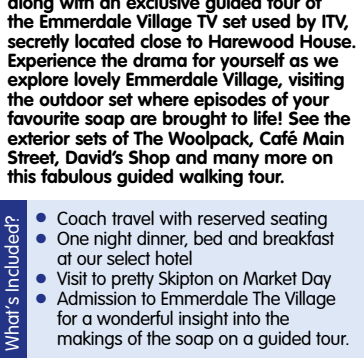 along with an exclusive guided tour of
the Emmerdale Village TV set used by ITV,
secretly located close to Harewood House.
Experience the drama for yourself as we
explore lovely Emmerdale Village, visiting
the outdoor set where episodes of your
favourite soap are brought to life! See the
exterior sets of The Woolpack, Café Main
Street, David's Shop and many more on
this fabulous guided walking tour.
What's Included?
• Coach travel with reserved seating
• One night dinner, bed and breakfast
at our select hotel
• Visit to pretty Skipton on Market Day
• Admission to Emmerdale The Village
for a wonderful insight into the
makings of the soap on a guided tour.